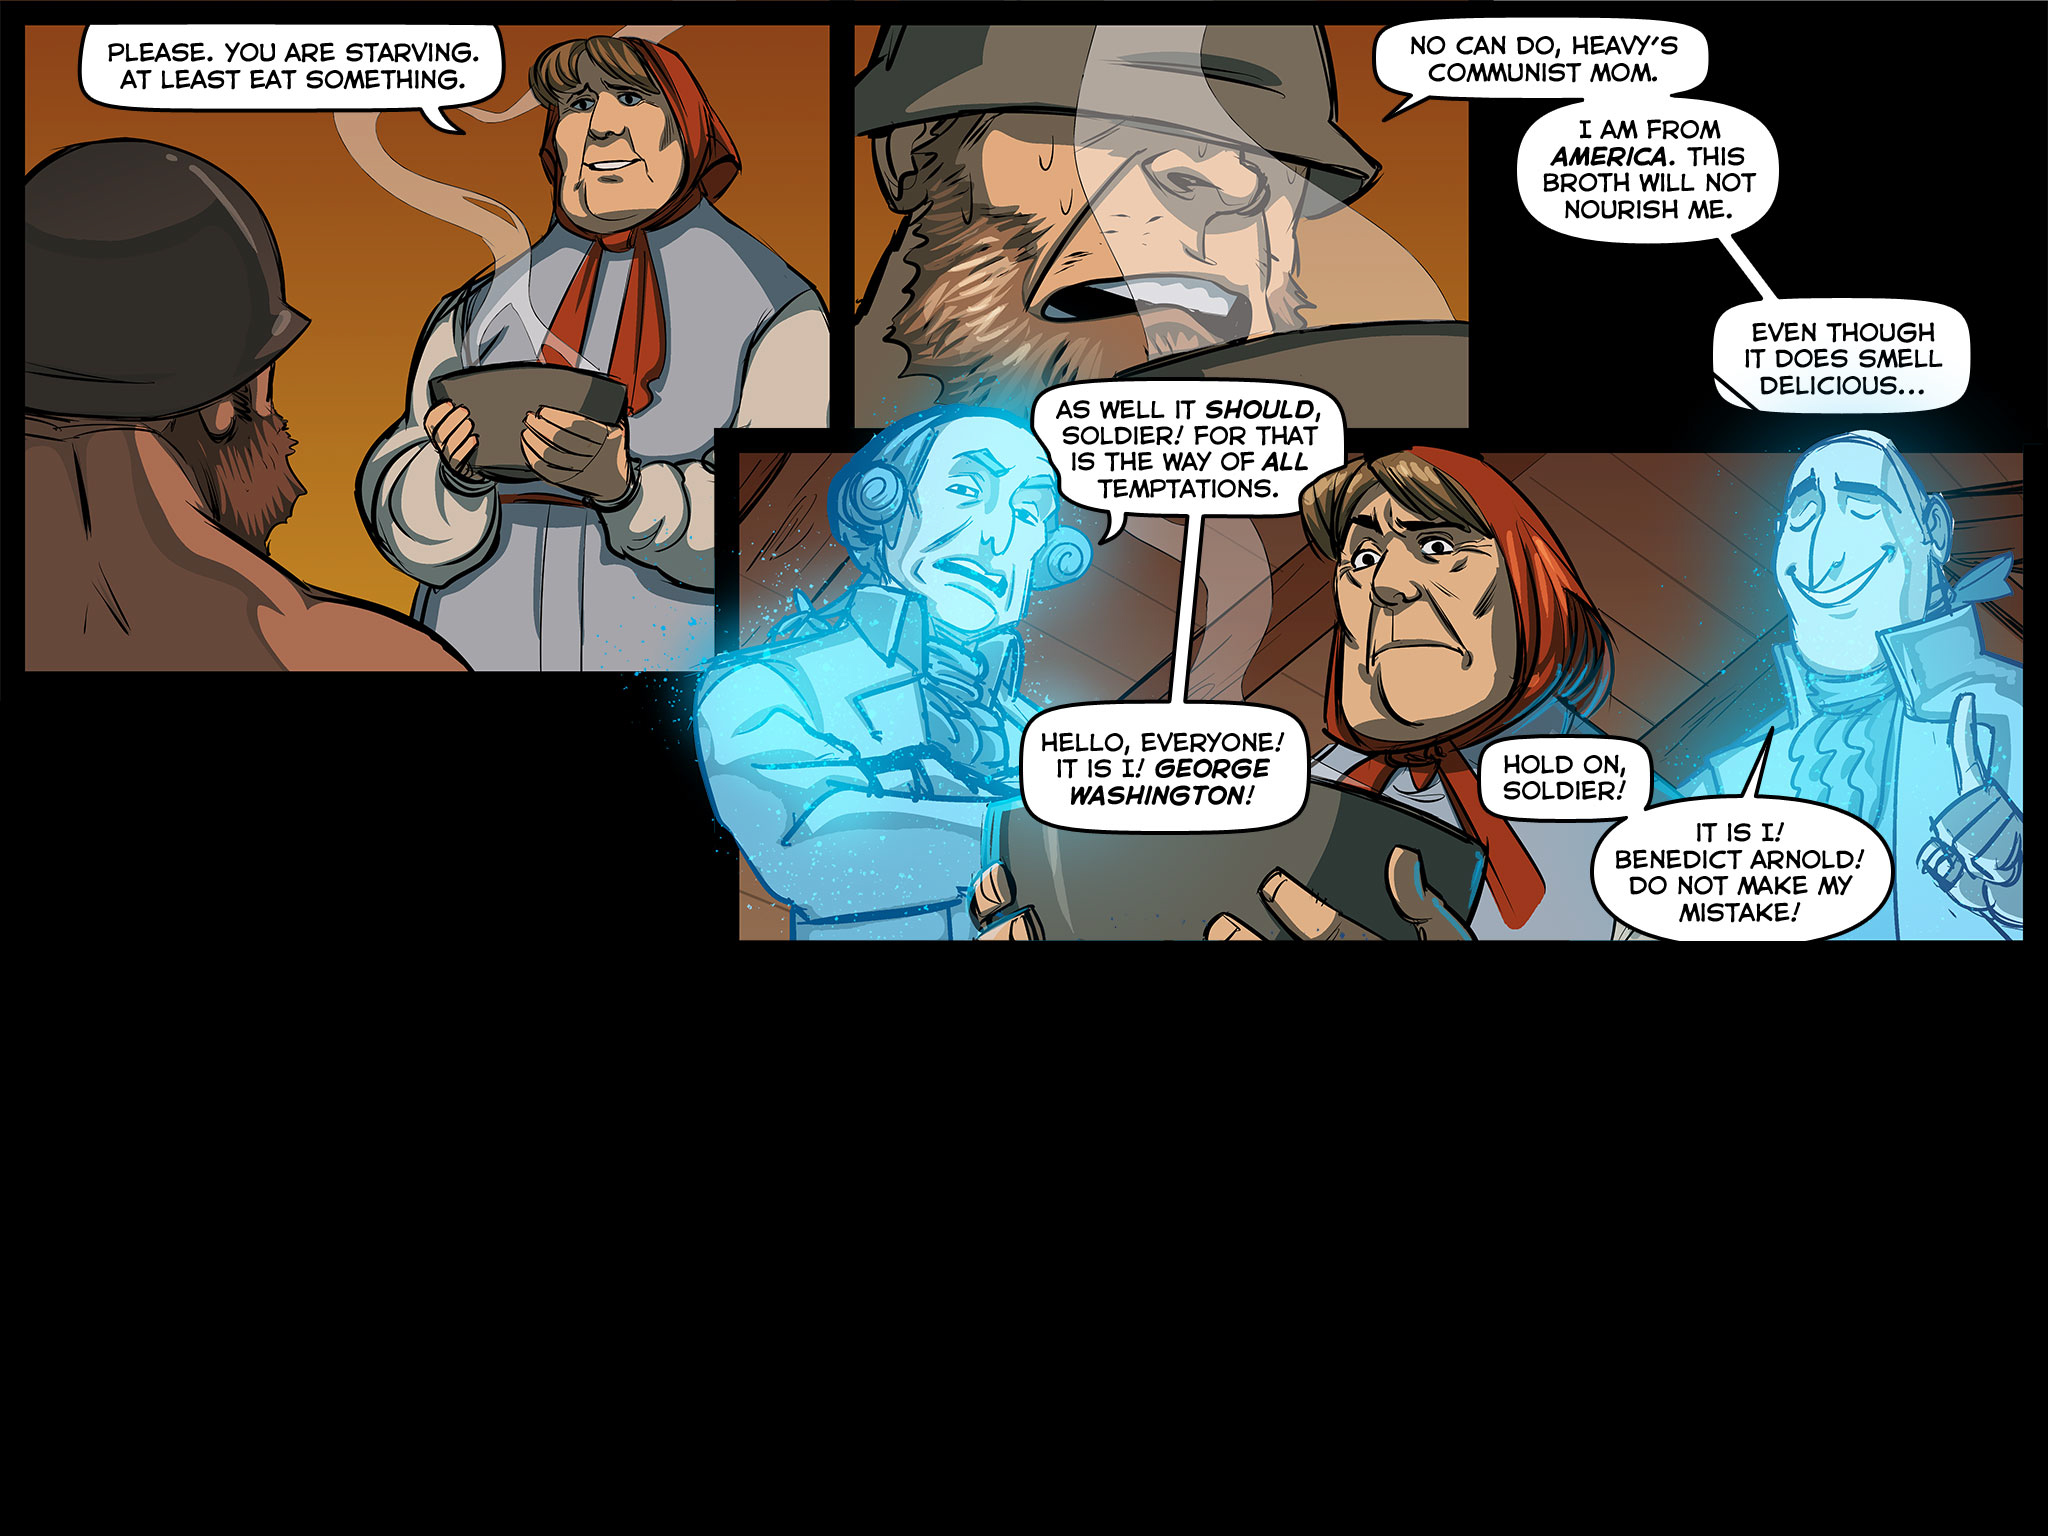 PLEASE. YOU ARE STARVING.
AT LEAST EAT SOMETHING.
NO CAN DO, HEAVY'S
COMMUNIST MOM.
I AM FROM
AMERICA. THIS
BROTH WILL NOT
NOURISH ME.
EVEN THOUGH
IT DOES SMELL
DELICIOUS...
AS WELL IT SHOULD,
SOLDIER! FOR THAT
IS THE WAY OF ALL
TEMPTATIONS.
HELLO, EVERYONE!
IT IS I! GEORGE
WASHINGTON!
HOLD ON,
SOLDIER!
IT IS I!
BENEDICT ARNOLD!
DO NOT MAKE MY
MISTAKE!